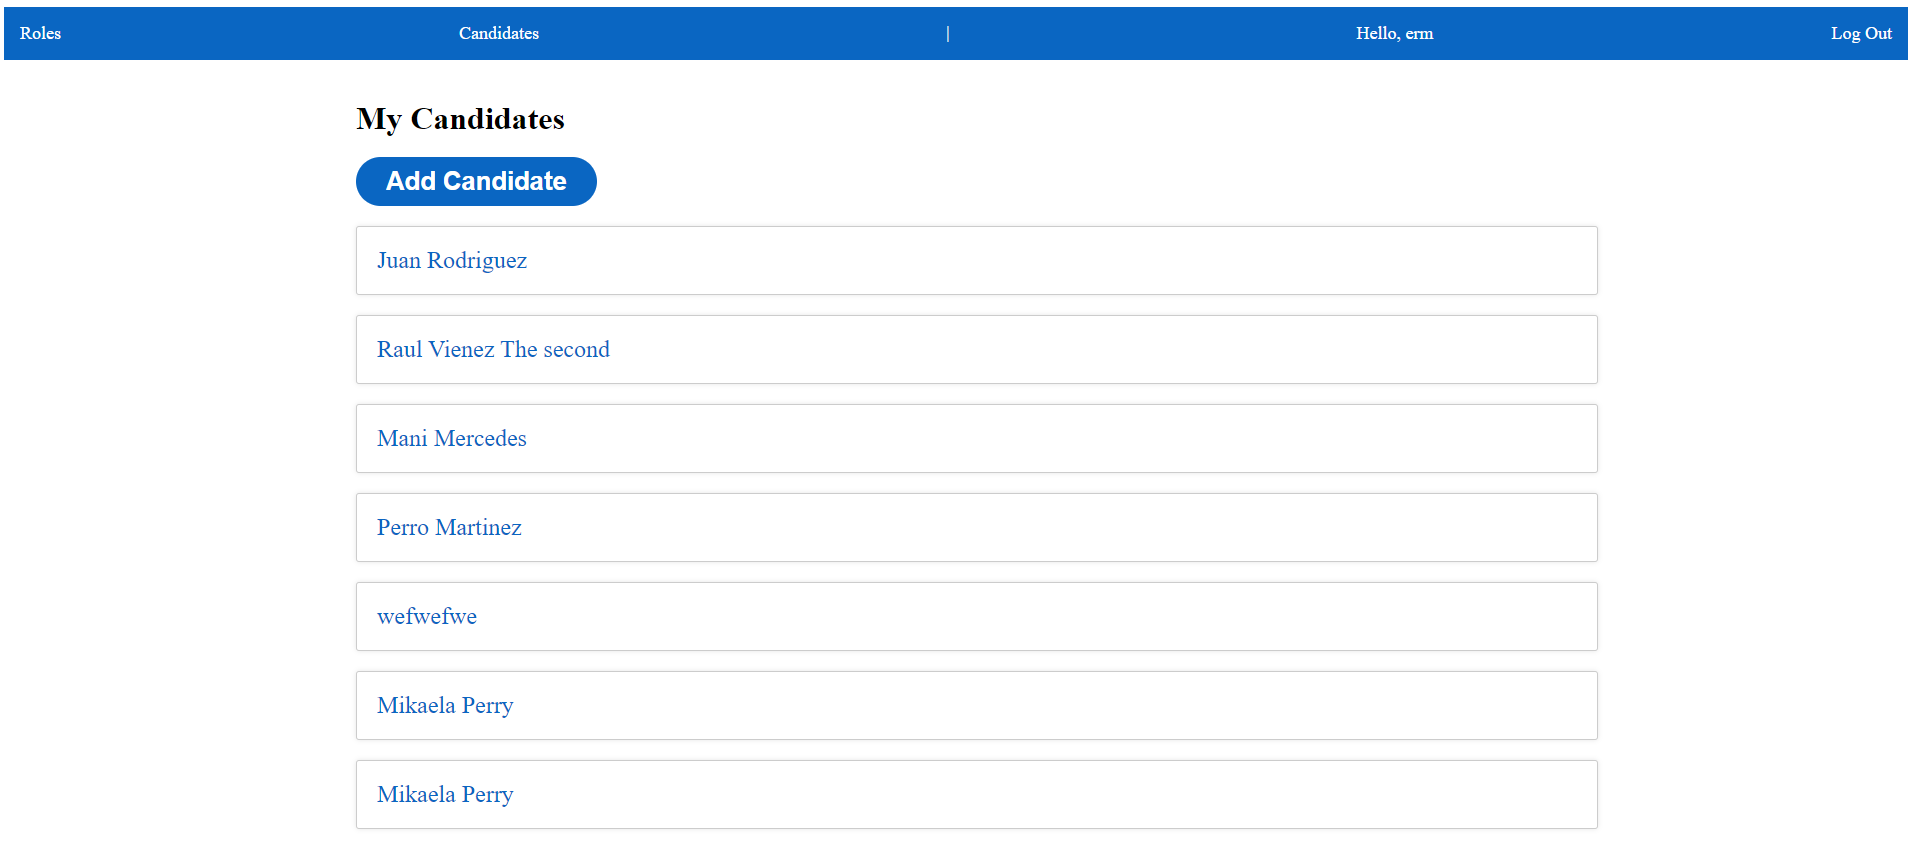 Roles Candidates | Hello, erm Log Out
My Candidates
Add Candidate
Juan Rodriguez
Raul Vienez The second
Mani Mercedes
Perro Martinez
wefwefwe
Mikaela Perry
Mikaela Perry